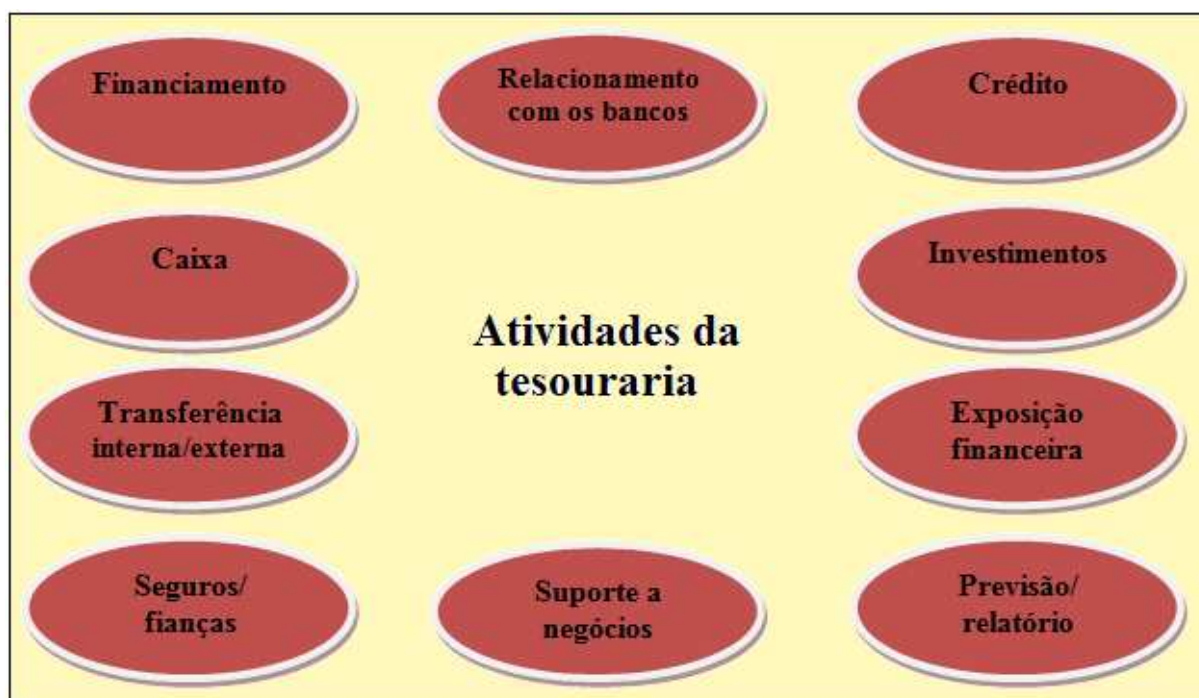 Financiamento
Relacionamento
com os bancos
Crédito
Caixa
Investimentos
Atividades da
tesouraria
Transferência
interna/externa
Exposição
financeira
Seguros/
fianças
Suporte a
negócios
Previsão/
relatório